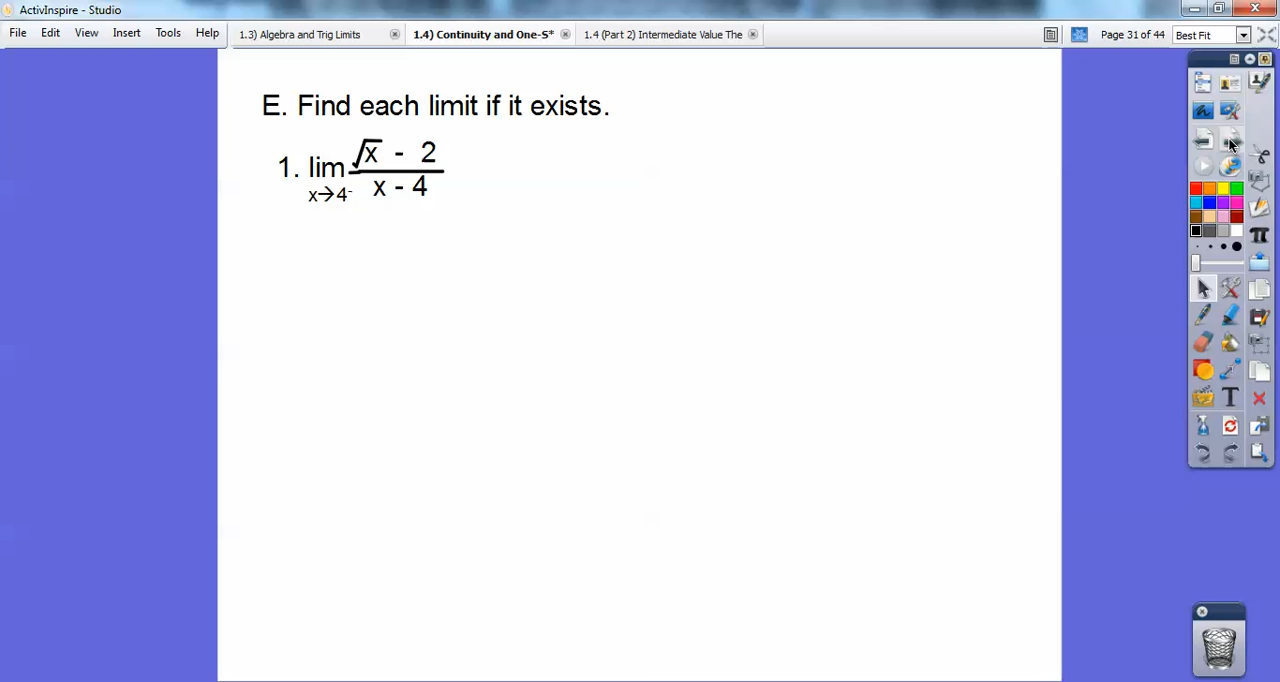 ActivInspire - Studio
File Edit View Insert Tools Help
1.3) Algebra and Trig Limits
1.4) Continuity and One-S*
1.4 (Part 2) Intermediate Value The
Page 31 of 44
Best Fit
E. Find each limit if it exists.
1. lim √x - 2
x→4⁻ x - 4